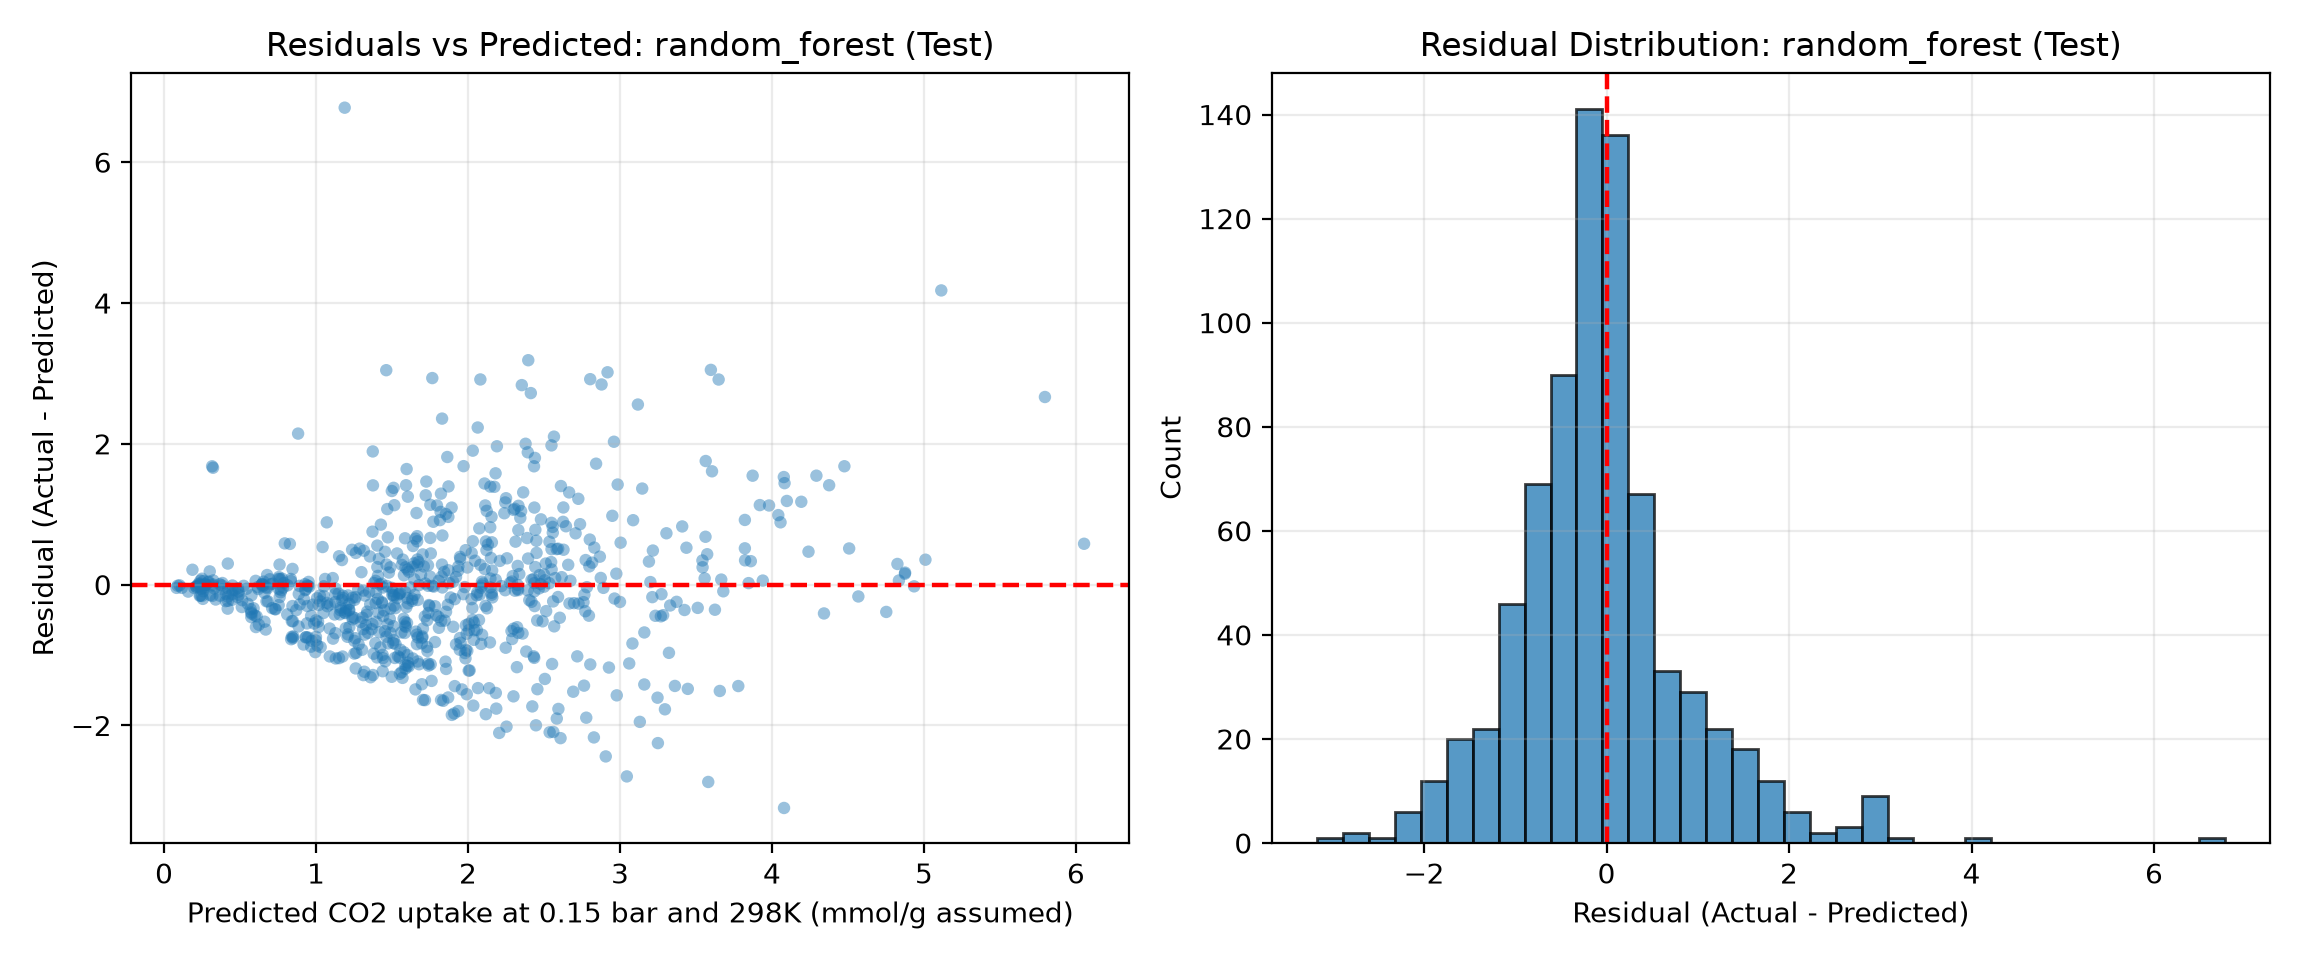 Residuals vs Predicted: random_forest (Test)
Residual (Actual - Predicted)
6
4
2
0
−2
0 1 2 3 4 5 6
Predicted CO2 uptake at 0.15 bar and 298K (mmol/g assumed)
Residual Distribution: random_forest (Test)
Count
140
120
100
80
60
40
20
0
−2 0 2 4 6
Residual (Actual - Predicted)